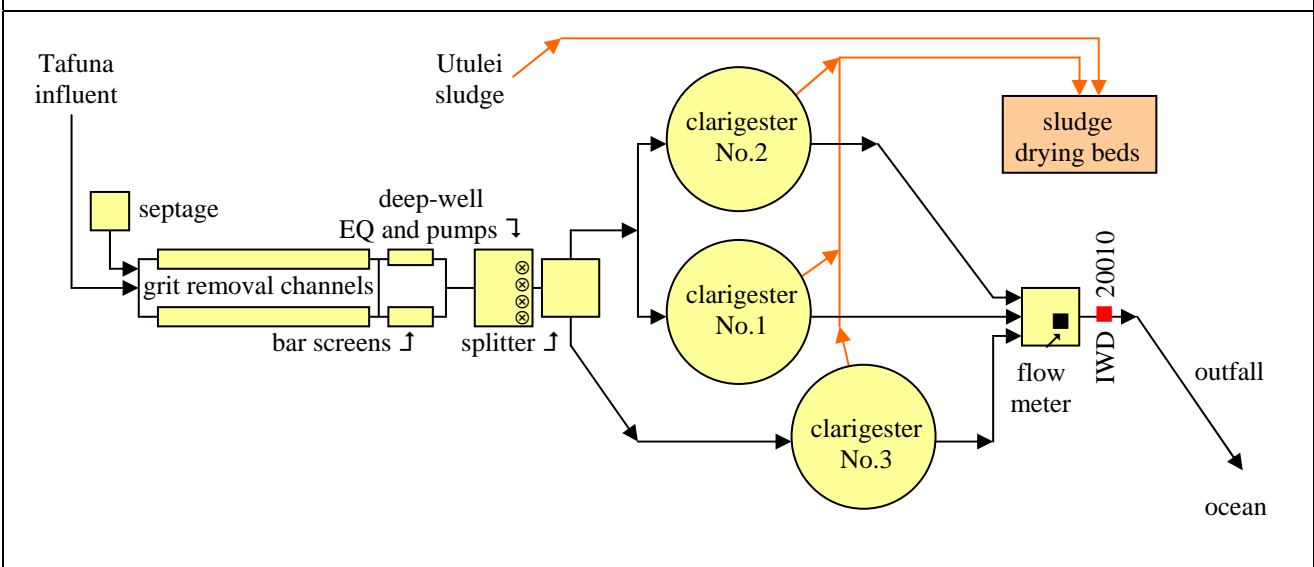 Tafuna
influent
Utulei
sludge
clarigester
No.2
sludge
drying beds
septage
deep-well
EQ and pumps
grit removal channels
bar screens
splitter
clarigester
No.1
clarigester
No.3
flow
meter
IWD 20010
outfall
ocean